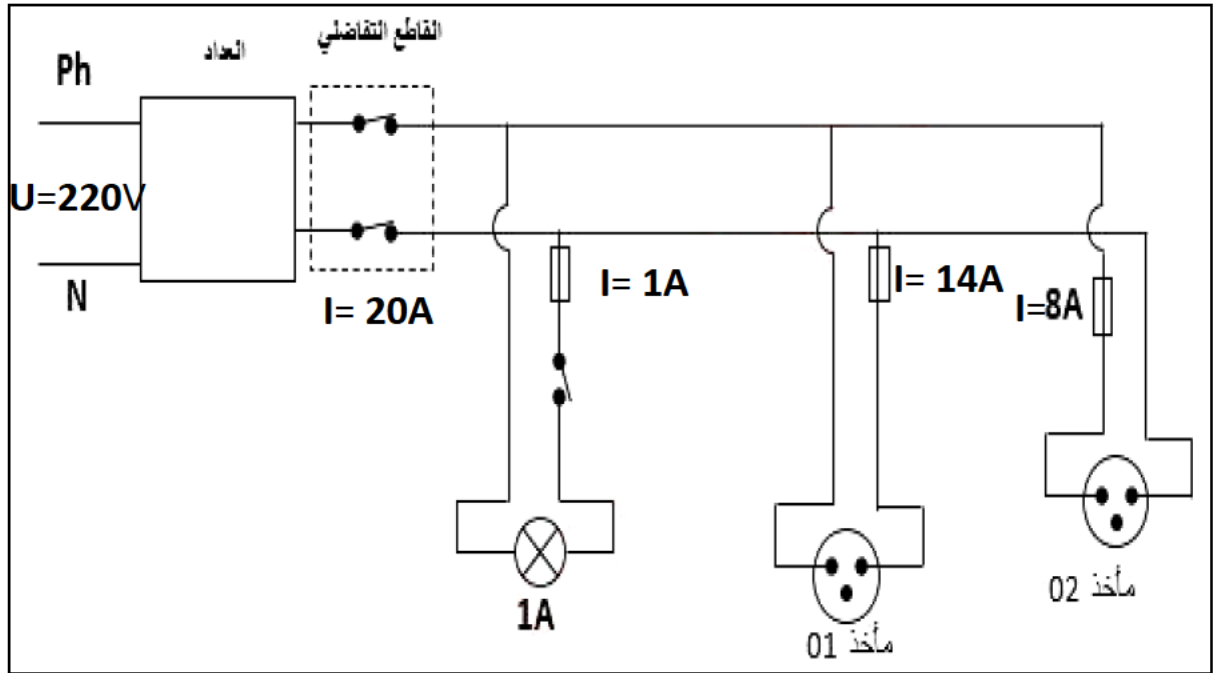 العداد
القاطع التفاضلي
Ph
U=220V
N
I= 20A
I= 1A
I= 14A
I=8A
1A
مأخذ 01
مأخذ 02